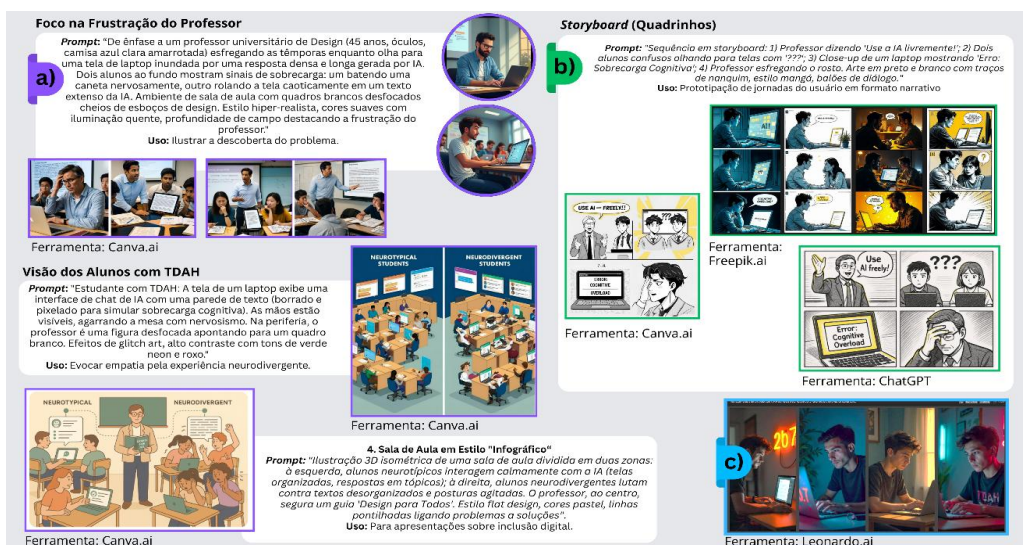 Foco na Frustração do Professor
Prompt: "De ênfase a um professor universitário de Design (45 anos, óculos,
camisa azul clara amarrotada) esfregando as têmporas enquanto olha para
uma tela de laptop inundada por uma resposta densa e longa gerada por IA.
Dois alunos ao fundo mostram sinais de sobrecarga: um batendo uma
caneta nervosamente, outro rolando a tela caoticamente em um texto
extenso da IA. Ambiente de sala de aula com quadros brancos desfocados
cheios de esboços de design. Estilo hiper-realista, cores suaves com
iluminação quente, profundidade de campo destacando a frustração do
professor."
Uso: Ilustrar a descoberta do problema.
a)
Ferramenta: Canva.ai
Visão dos Alunos com TDAH
Prompt: "Estudante com TDAH: A tela de um laptop exibe uma
interface de chat de IA com uma parede de texto (borrado e
pixelado para simular sobrecarga cognitiva). As mãos estão
visíveis, agarrando a mesa com nervosismo. Na periferia, o
professor é uma figura desfocada apontando para um quadro
branco. Efeitos de glitch art, alto contraste com tons de verde
neon e roxo."
Uso: Evocar empatia pela experiência neurodivergente.
NEUROTYPICAL
STUDENTS
NEURODIVERGENT
STUDENTS
Ferramenta: Canva.ai
NEUROTYPICAL
NEURODIVERGENT
Ferramenta: Canva.ai
4. Sala de Aula em Estilo "Infográfico"
Prompt: "Ilustração 3D isométrica de uma sala de aula dividida em duas zonas:
à esquerda, alunos neurotípicos interagem calmamente com a IA (telas
organizadas, respostas em tópicos); à direita, alunos neurodivergentes lutam
contra textos desorganizados e posturas agitadas. O professor, ao centro,
segura um guia 'Design para Todos'. Estilo flat design, cores pastel, linhas
pontilhadas ligando problemas a soluções".
Uso: Para apresentações sobre inclusão digital.
Storyboard (Quadrinhos)
b)
Prompt: "Sequência em storyboard: 1) Professor dizendo 'Use a IA livremente!'; 2) Dois
alunos confusos olhando para telas com '???'; 3) Close-up de um laptop mostrando 'Erro:
Sobrecarga Cognitiva'; 4) Professor esfregando o rosto. Arte em preto e branco com traços
de nanquim, estilo mangá, balões de diálogo."
Uso: Prototipação de jornadas do usuário em formato narrativo
USE AI — FREELY!!
???
ERROR:
COGNITIVE
OVERLOAD
Ferramenta: Canva.ai
Ferramenta:
Freepik.ai
Use
AI freely!
???
Error:
Cognitive
Overload
Ferramenta: ChatGPT
c)
267
TDAH
Ferramenta: Leonardo.ai